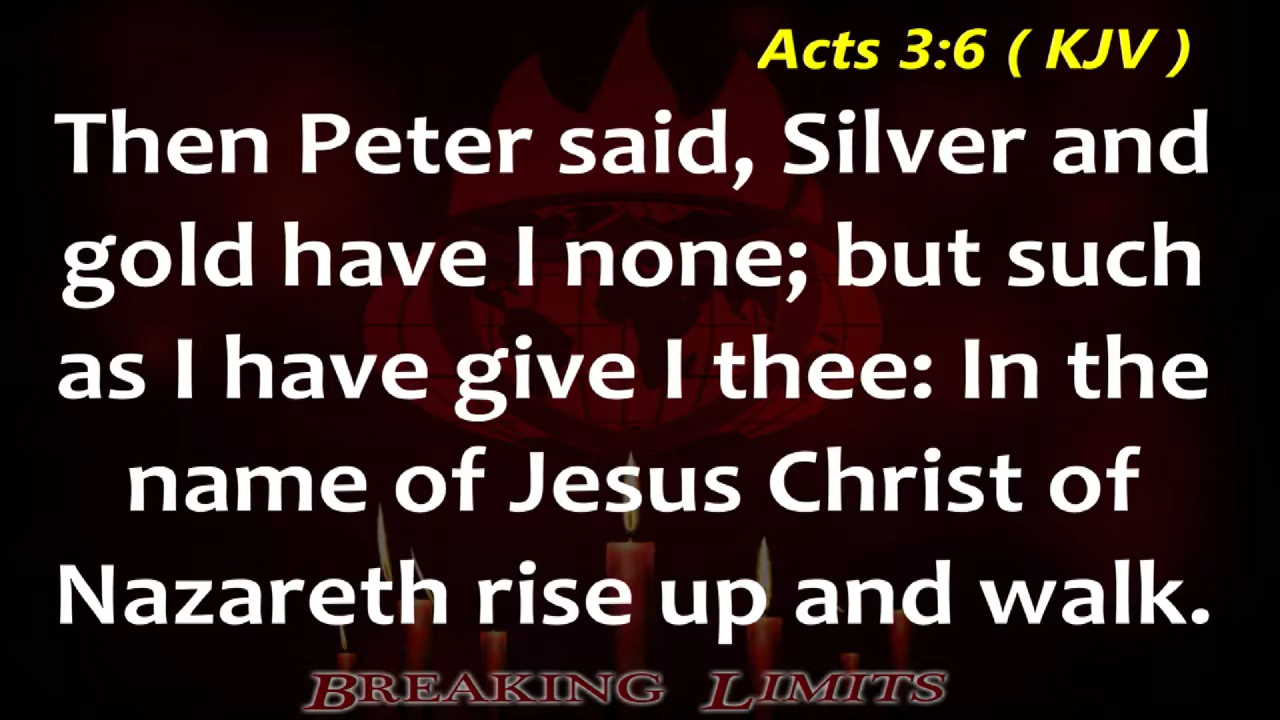 Acts 3:6 ( KJV )
Then Peter said, Silver and
gold have I none; but such
as I have give I thee: In the
name of Jesus Christ of
Nazareth rise up and walk.
BREAKING LIMITS